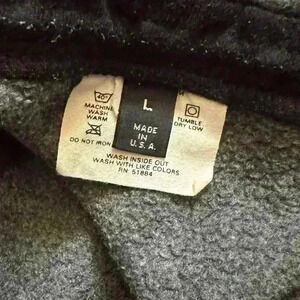 40°
MACHINE
WASH
WARM
DO NOT IRON
L
MADE
IN
U.S.A.
TUMBLE
DRY LOW
WASH INSIDE OUT
WASH WITH LIKE COLORS
RN: 51884